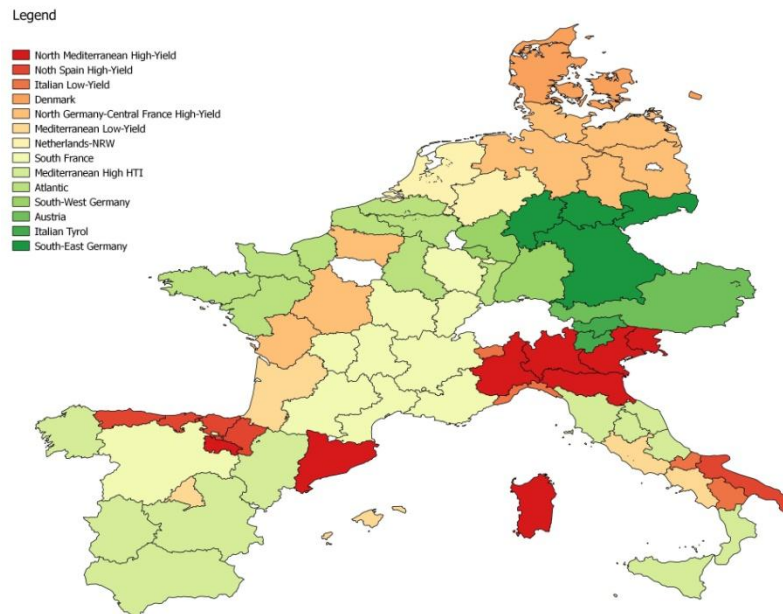 Legend
North Mediterranean High-Yield
Noth Spain High-Yield
Italian Low-Yield
Denmark
North Germany-Central France High-Yield
Mediterranean Low-Yield
Netherlands-NRW
South France
Mediterranean High HTI
Atlantic
South-West Germany
Austria
Italian Tyrol
South-East Germany